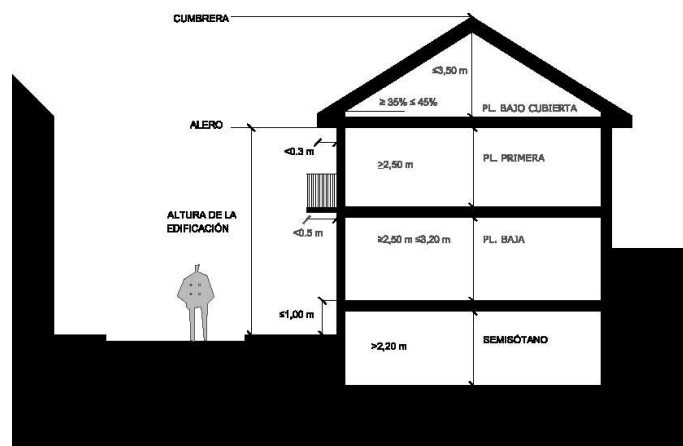 CUMBRERA
≤3,50 m
≥ 35% ≤ 45%
PL. BAJO CUBIERTA
ALERO
<0.3 m
≥2,50 m
PL. PRIMERA
ALTURA DE LA
EDIFICACIÓN
<0.5 m
≥2,50 m ≤3,20 m
PL. BAJA
≤1,00 m
>2,20 m
SEMISÓTANO